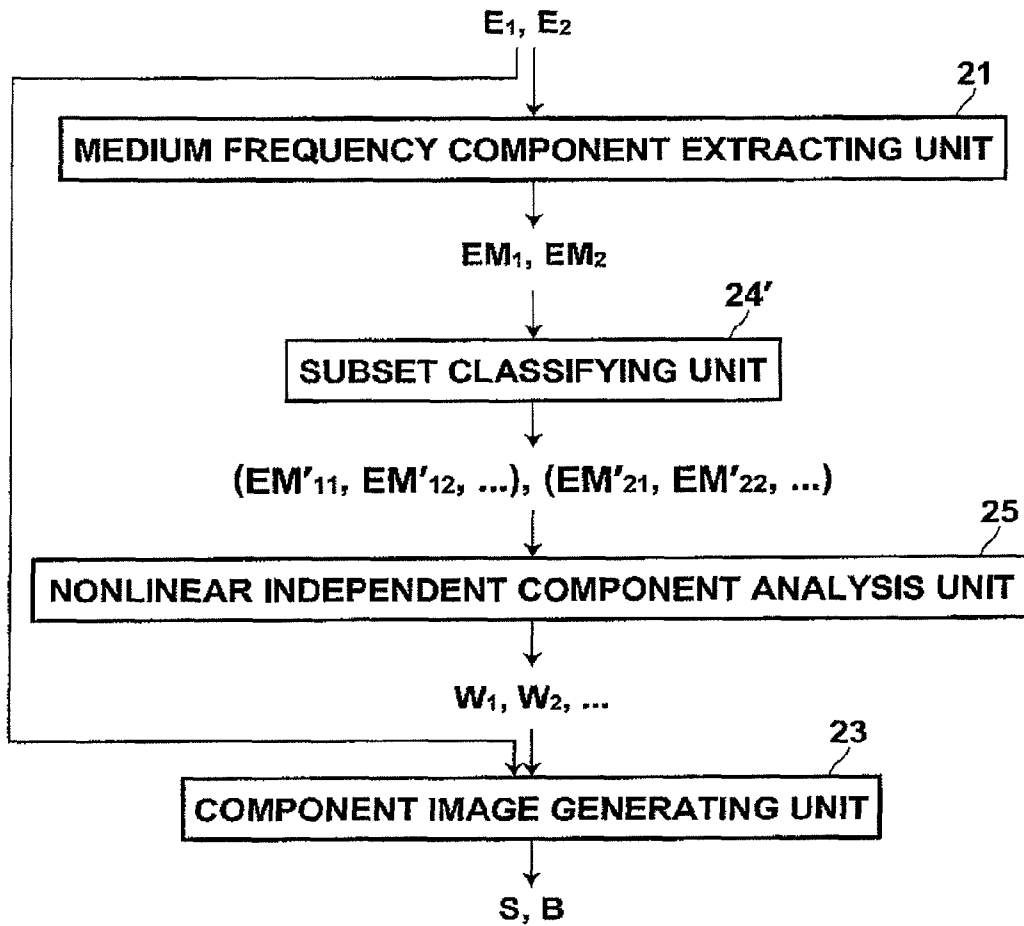 E₁, E₂
21
MEDIUM FREQUENCY COMPONENT EXTRACTING UNIT
EM₁, EM₂
24'
SUBSET CLASSIFYING UNIT
(EM'₁₁, EM'₁₂, ...), (EM'₂₁, EM'₂₂, ...)
25
NONLINEAR INDEPENDENT COMPONENT ANALYSIS UNIT
W₁, W₂, ...
23
COMPONENT IMAGE GENERATING UNIT
S, B